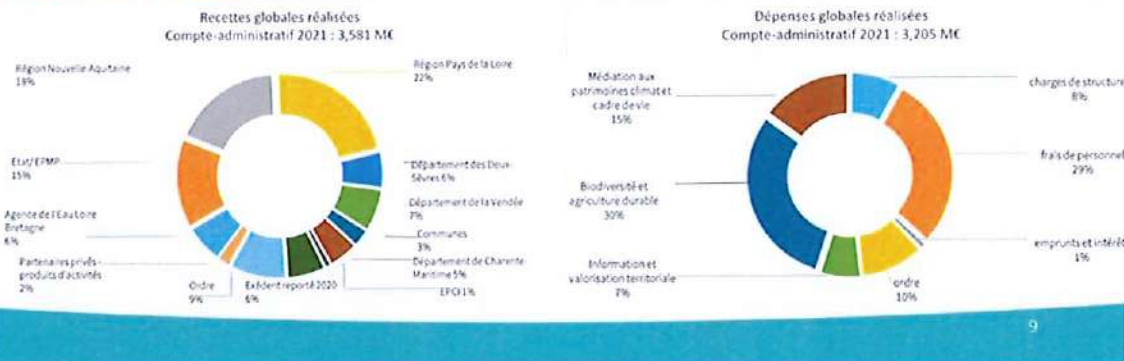 Recettes globales réalisées
Compte-administratif 2021 : 3,581 M€
Région Nouvelle Aquitaine
19%
Région Pays de la Loire
22%
Etat/ EPMP
15%
Département des Deux-
Sèvres 6%
Département de la Vendée
7%
Agence de l'Eau Loire
Bretagne
6%
Communes
3%
Partenaires privés -
produits d'activités
2%
Département de Charente
Maritime 5%
Ordre
9%
Exédent reporté 2020
6%
EPCI 1%
Dépenses globales réalisées
Compte-administratif 2021 : 3,205 M€
Médiation aux
patrimoines climat et
cadre de vie
15%
charges de structure
8%
frais de personnel
29%
Biodiversité et
agriculture durable
30%
emprunts et intérêt
1%
Information et
valorisation territoriale
7%
ordre
10%
9